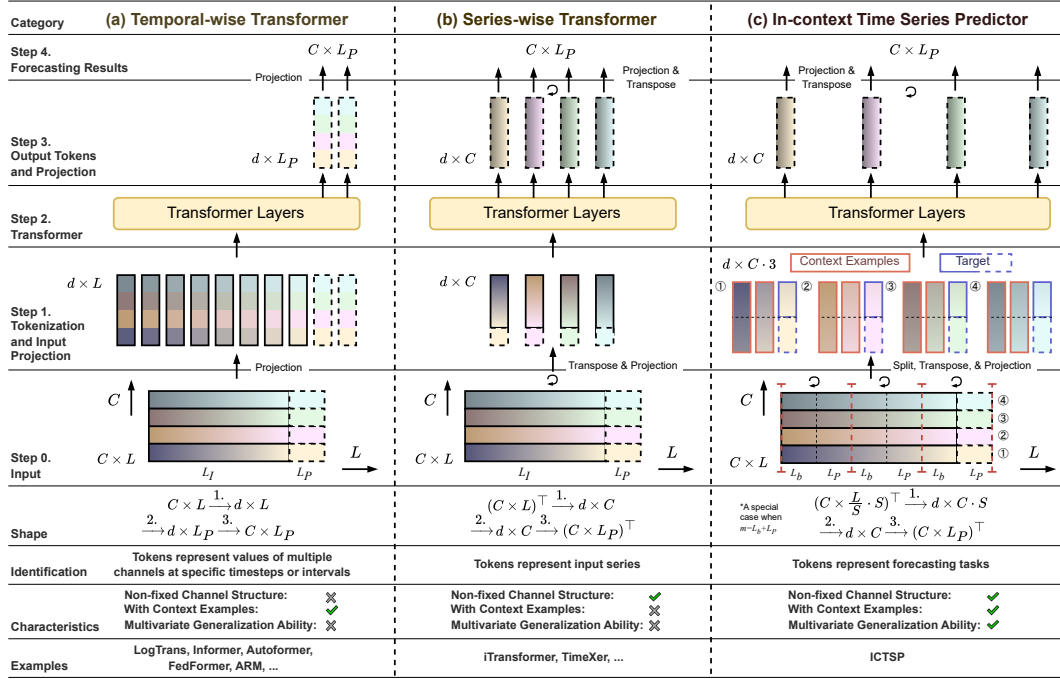 Category
(a) Temporal-wise Transformer
(b) Series-wise Transformer
(c) In-context Time Series Predictor
Step 4.
Forecasting Results
C × L_P
Projection
C × L_P
Projection &
Transpose
C × L_P
Projection &
Transpose
Step 3.
Output Tokens
and Projection
d × L_P
d × C
d × C
Step 2.
Transformer
Transformer Layers
Transformer Layers
Transformer Layers
Step 1.
Tokenization
and Input
Projection
d × L
Projection
d × C
Transpose & Projection
d × C · 3
Context Examples
Target
① ② ③ ④
Split, Transpose, & Projection
Step 0.
Input
C
C × L
L_I
L_P
L
C
C × L
L_I
L_P
L
C
C × L
④
③
②
①
L_b
L_P
L_b
L_P
L_b
L_P
L
Shape
C × L —1.→ d × L
—2.→ d × L_P —3.→ C × L_P
(C × L)^⊤ —1.→ d × C
—2.→ d × C —3.→ (C × L_P)^⊤
*A special
case when
m=L_b+L_P
(C × L/S · S)^⊤ —1.→ d × C · S
—2.→ d × C —3.→ (C × L_P)^⊤
Identification
Tokens represent values of multiple
channels at specific timesteps or intervals
Tokens represent input series
Tokens represent forecasting tasks
Characteristics
Non-fixed Channel Structure: ✗
With Context Examples: ✓
Multivariate Generalization Ability: ✗
Non-fixed Channel Structure: ✓
With Context Examples: ✗
Multivariate Generalization Ability: ✗
Non-fixed Channel Structure: ✓
With Context Examples: ✓
Multivariate Generalization Ability: ✓
Examples
LogTrans, Informer, Autoformer,
FedFormer, ARM, ...
iTransformer, TimeXer, ...
ICTSP